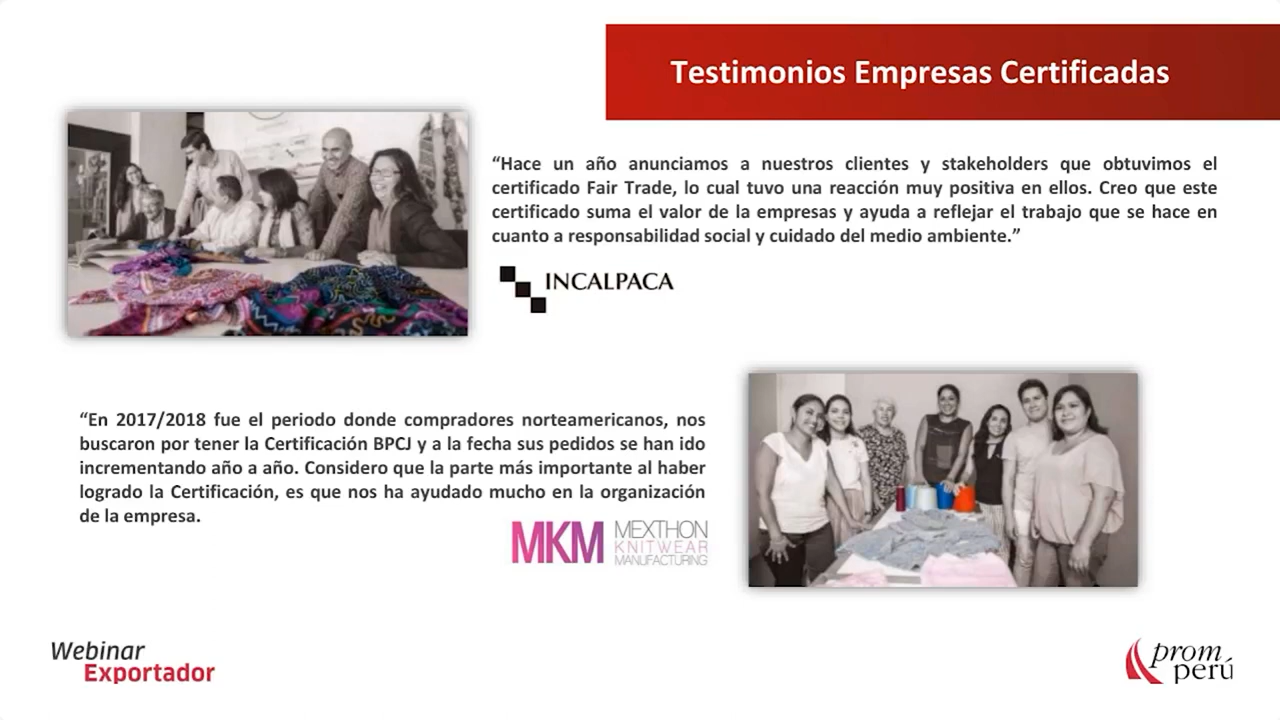 Testimonios Empresas Certificadas
“Hace un año anunciamos a nuestros clientes y stakeholders que obtuvimos el
certificado Fair Trade, lo cual tuvo una reacción muy positiva en ellos. Creo que este
certificado suma el valor de la empresas y ayuda a reflejar el trabajo que se hace en
cuanto a responsabilidad social y cuidado del medio ambiente.”
INCALPACA
“En 2017/2018 fue el periodo donde compradores norteamericanos, nos
buscaron por tener la Certificación BPCJ y a la fecha sus pedidos se han ido
incrementando año a año. Considero que la parte más importante al haber
logrado la Certificación, es que nos ha ayudado mucho en la organización
de la empresa.
MKM MEXTHON
KNITWEAR
MANUFACTURING
Webinar
Exportador
prom
perú